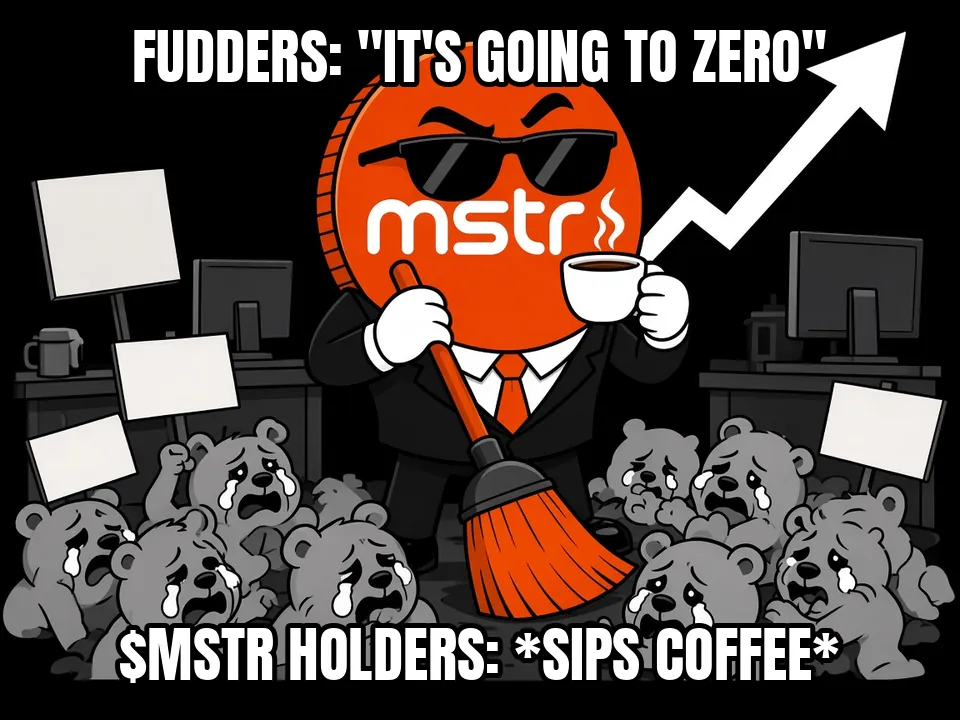 FUDDERS: "IT'S GOING TO ZERO"
mstr
$MSTR HOLDERS: *SIPS COFFEE*